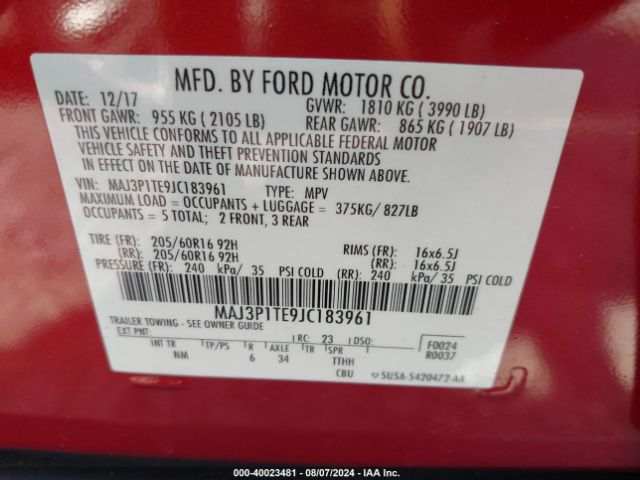 MFD. BY FORD MOTOR CO.
DATE: 12/17 GVWR: 1810 KG ( 3990 LB)
FRONT GAWR: 955 KG ( 2105 LB) REAR GAWR: 865 KG ( 1907 LB)
THIS VEHICLE CONFORMS TO ALL APPLICABLE FEDERAL MOTOR
VEHICLE SAFETY AND THEFT PREVENTION STANDARDS
IN EFFECT ON THE DATE OF MANUFACTURE SHOWN ABOVE.
VIN: MAJ3P1TE9JC183961 TYPE: MPV
MAXIMUM LOAD = OCCUPANTS + LUGGAGE = 375KG/ 827LB
OCCUPANTS = 5 TOTAL; 2 FRONT, 3 REAR
TIRE (FR): 205/60R16 92H RIMS (FR): 16x6.5J
(RR): 205/60R16 92H (RR): 16x6.5J
PRESSURE (FR): 240 kPa/ 35 PSI COLD (RR): 240 kPa/ 35 PSI COLD
MAJ3P1TE9JC183961
TRAILER TOWING - SEE OWNER GUIDE
EXT PNT: RC: 23 DSO: F0024
INT TR TP/PS R AXLE TR SPR R0037
NM 6 34 TTHH
CBU 5USA-5420472-AA
COPART: 40023481 - 08/07/2024 - IAA Inc.